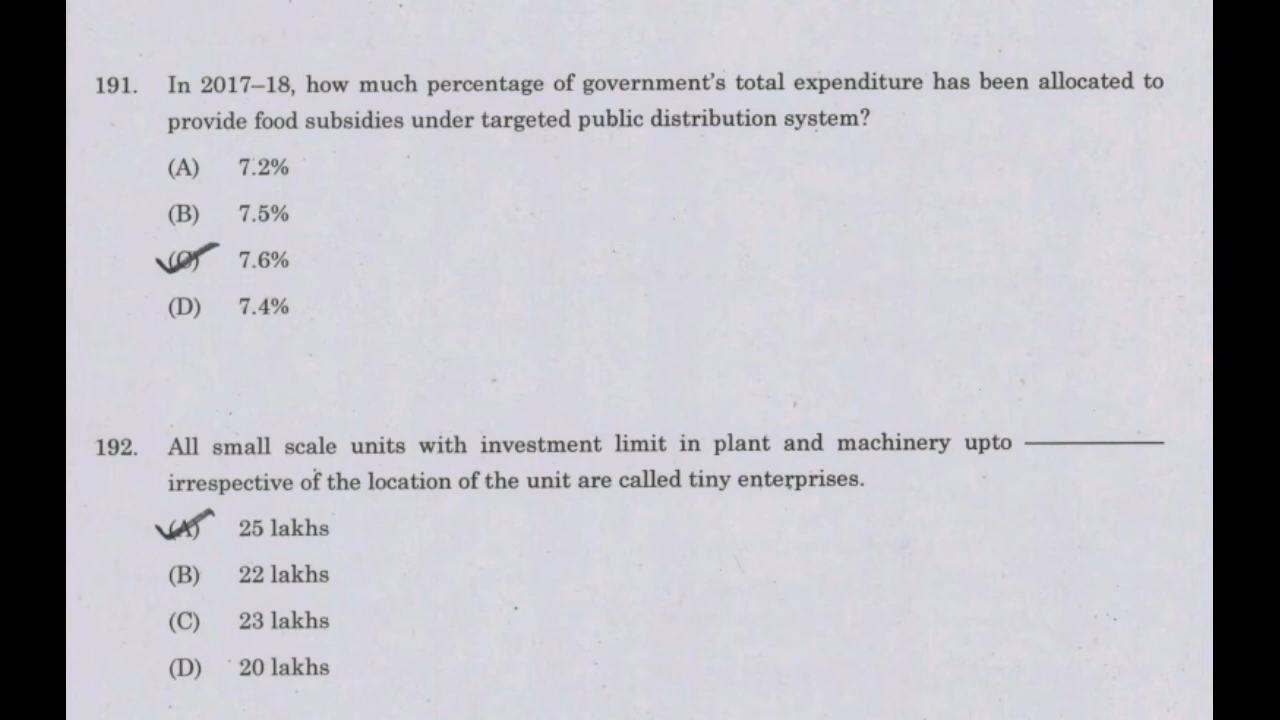 191. In 2017–18, how much percentage of government's total expenditure has been allocated to
provide food subsidies under targeted public distribution system?
(A) 7.2%
(B) 7.5%
(C) 7.6%
(D) 7.4%
192. All small scale units with investment limit in plant and machinery upto ————
irrespective of the location of the unit are called tiny enterprises.
(A) 25 lakhs
(B) 22 lakhs
(C) 23 lakhs
(D) 20 lakhs